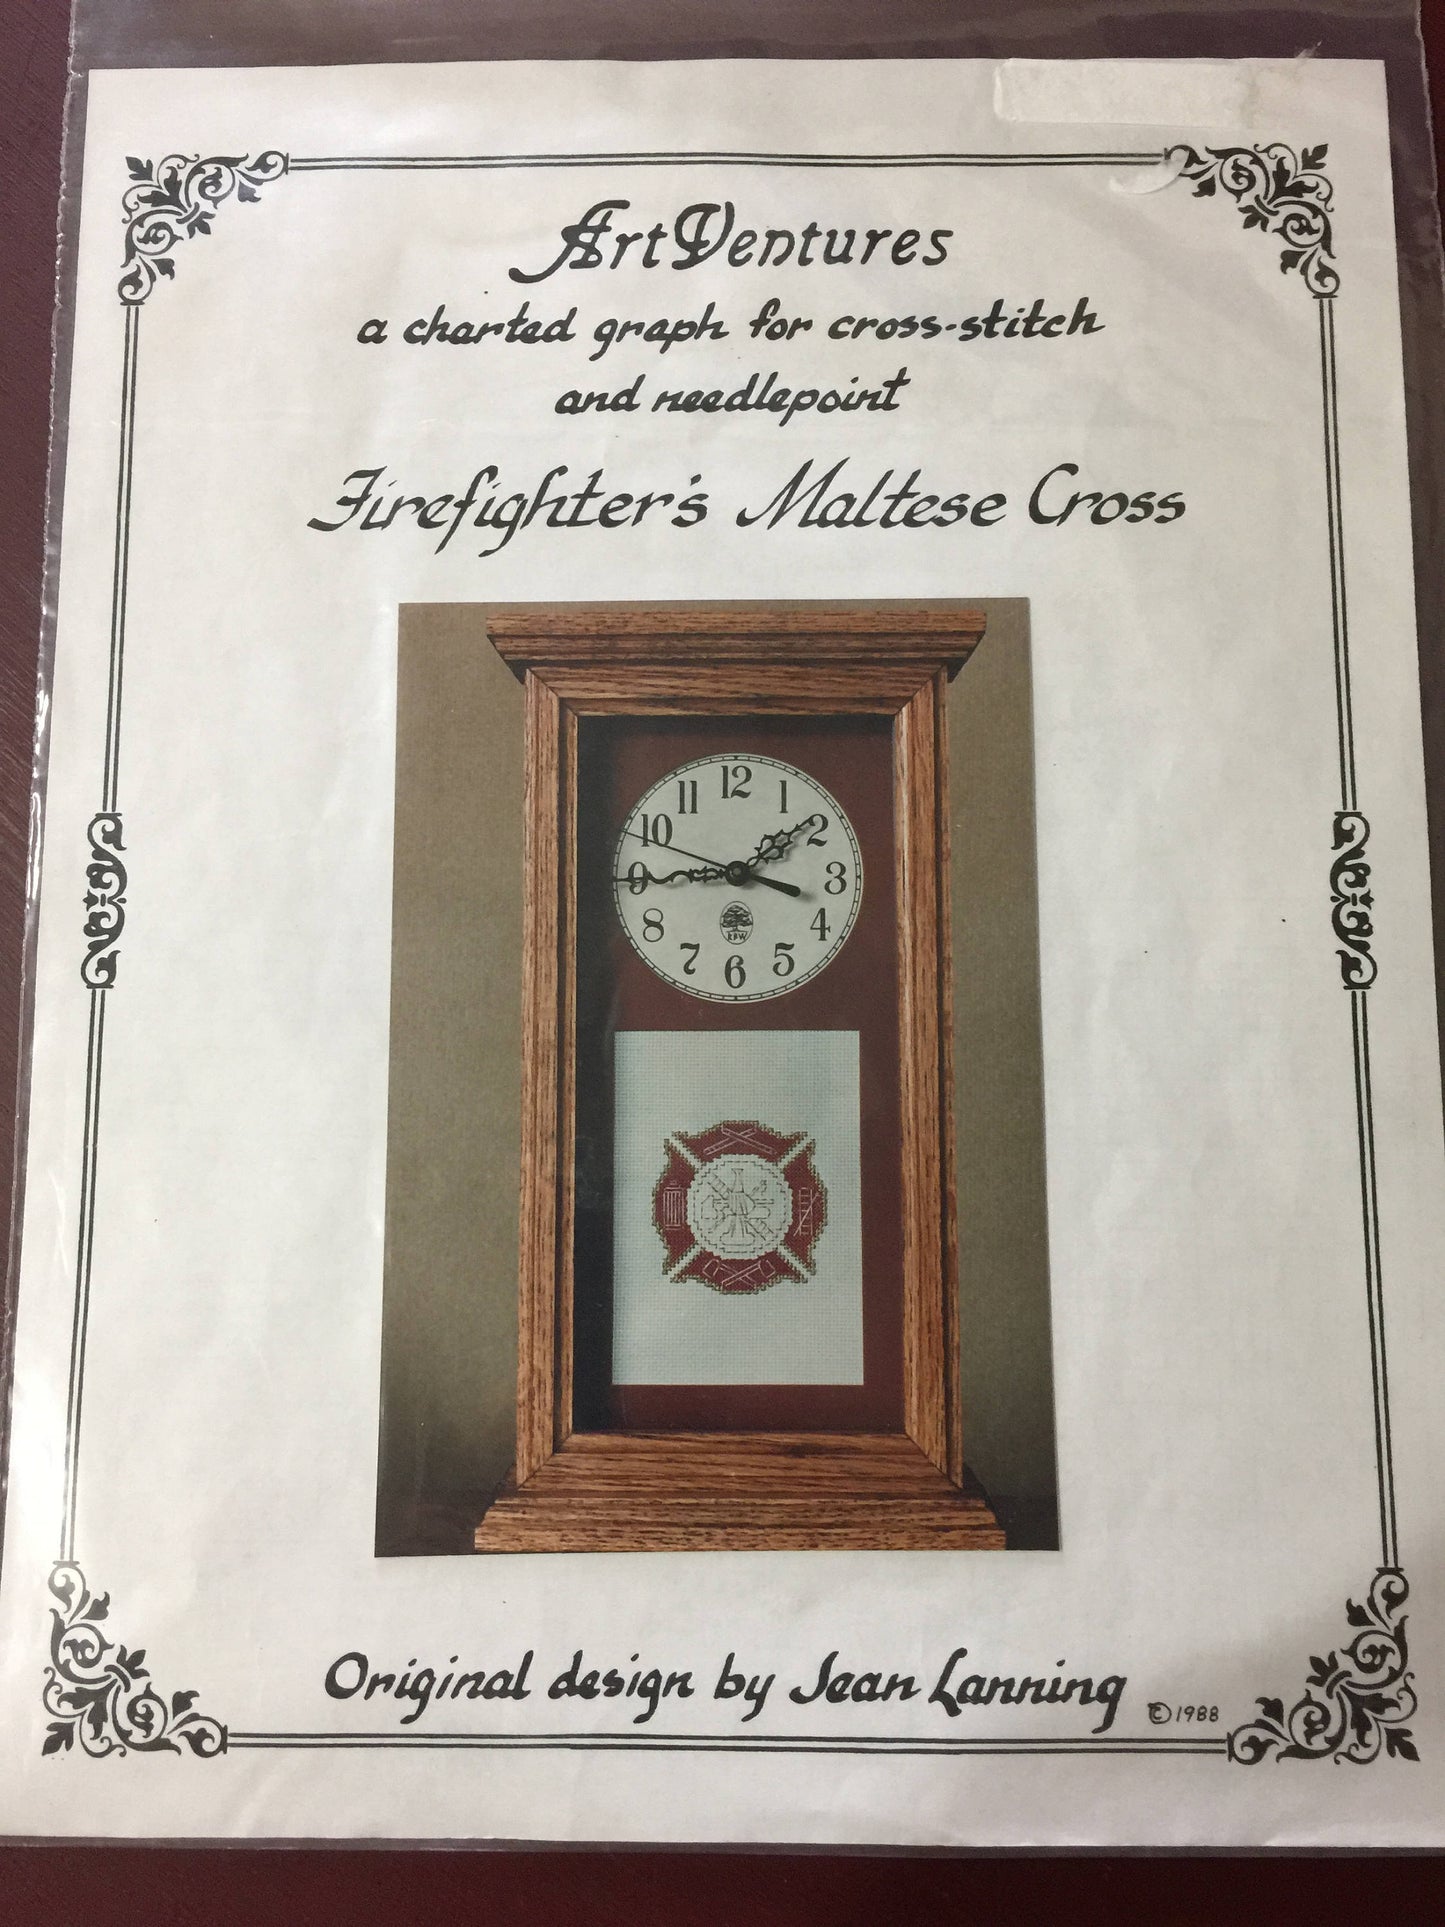 ArtVentures
a charted graph for cross-stitch
and needlepoint
Firefighter's Maltese Cross
12
11 1
10 2
9 3
8 4
7 5
6
Original design by Jean Lanning ©1988